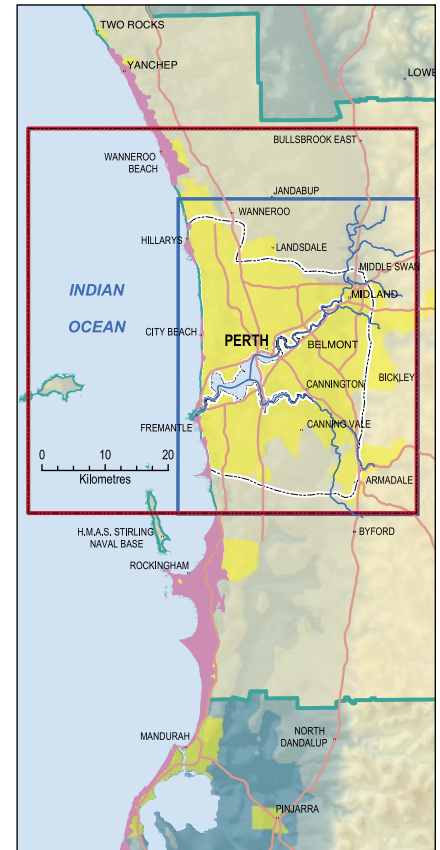 TWO ROCKS
YANCHEP
LOWE
BULLSBROOK EAST
WANNEROO
BEACH
JANDABUP
WANNEROO
HILLARYS
LANDSDALE
MIDDLE SWAN
INDIAN
OCEAN
MIDLAND
CITY BEACH
PERTH
BELMONT
CANNINGTON
BICKLEY
FREMANTLE
CANNING VALE
0 10 20
Kilometres
ARMADALE
H.M.A.S. STIRLING
NAVAL BASE
BYFORD
ROCKINGHAM
MANDURAH
NORTH
DANDALUP
PINJARRA